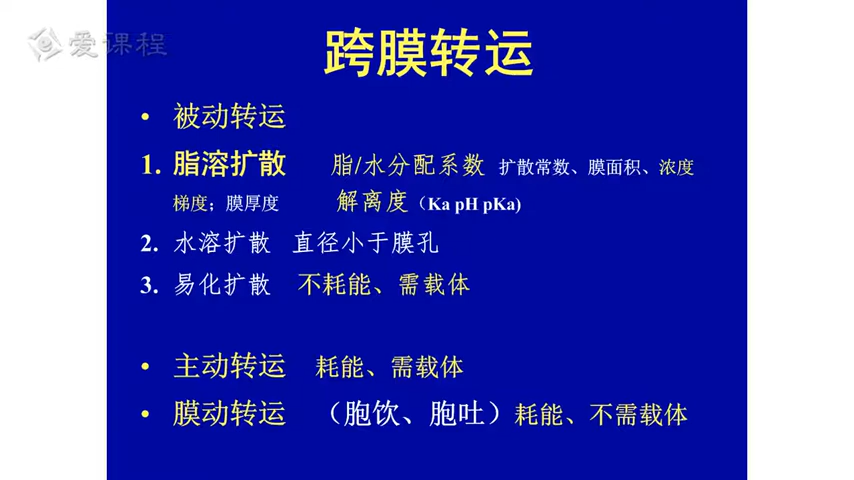 爱课程
跨膜转运
• 被动转运
1. 脂溶扩散 脂/水分配系数 扩散常数、膜面积、浓度
梯度；膜厚度 解离度（Ka pH pKa)
2. 水溶扩散 直径小于膜孔
3. 易化扩散 不耗能、需载体
• 主动转运 耗能、需载体
• 膜动转运 （胞饮、胞吐）耗能、不需载体